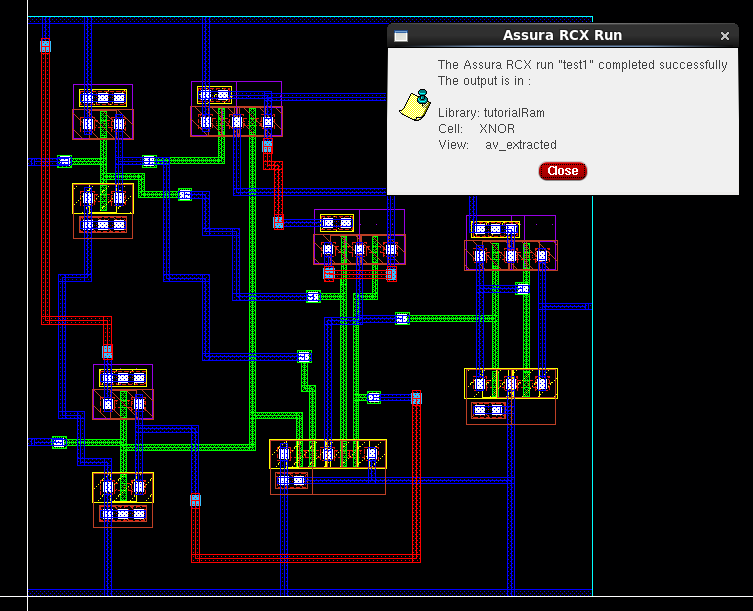 Assura RCX Run
The Assura RCX run "test1" completed successfully
The output is in :
Library: tutorialRam
Cell: XNOR
View: av_extracted
Close